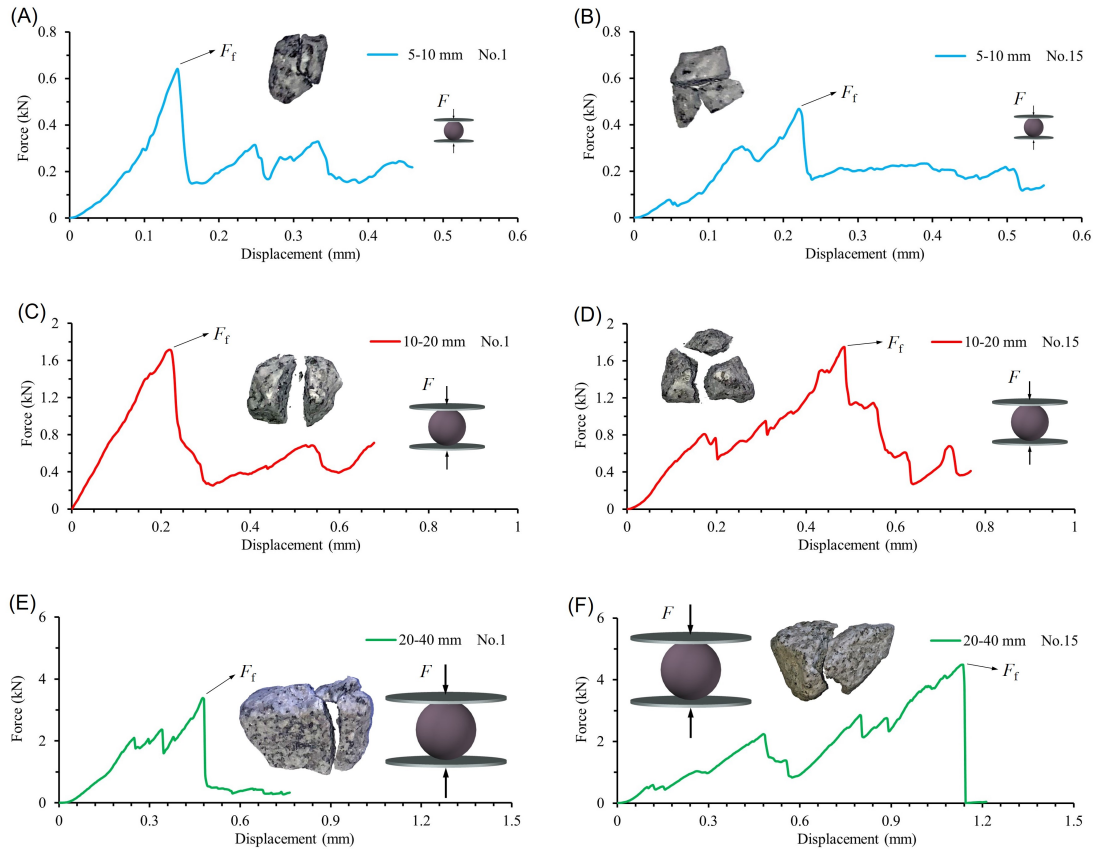 (A)
F_f
5-10 mm No.1
F
Force (kN)
0.8
0.6
0.4
0.2
0
0 0.1 0.2 0.3 0.4 0.5 0.6
Displacement (mm)
(B)
F_f
5-10 mm No.15
F
Force (kN)
0.8
0.6
0.4
0.2
0
0 0.1 0.2 0.3 0.4 0.5 0.6
Displacement (mm)
(C)
F_f
10-20 mm No.1
F
Force (kN)
2
1.6
1.2
0.8
0.4
0
0 0.2 0.4 0.6 0.8 1
Displacement (mm)
(D)
F_f
10-20 mm No.15
F
Force (kN)
2
1.6
1.2
0.8
0.4
0
0 0.2 0.4 0.6 0.8 1
Displacement (mm)
(E)
F_f
20-40 mm No.1
F
Force (kN)
6
4
2
0
0 0.3 0.6 0.9 1.2 1.5
Displacement (mm)
(F)
F
20-40 mm No.15
F_f
Force (kN)
6
4
2
0
0 0.3 0.6 0.9 1.2 1.5
Displacement (mm)